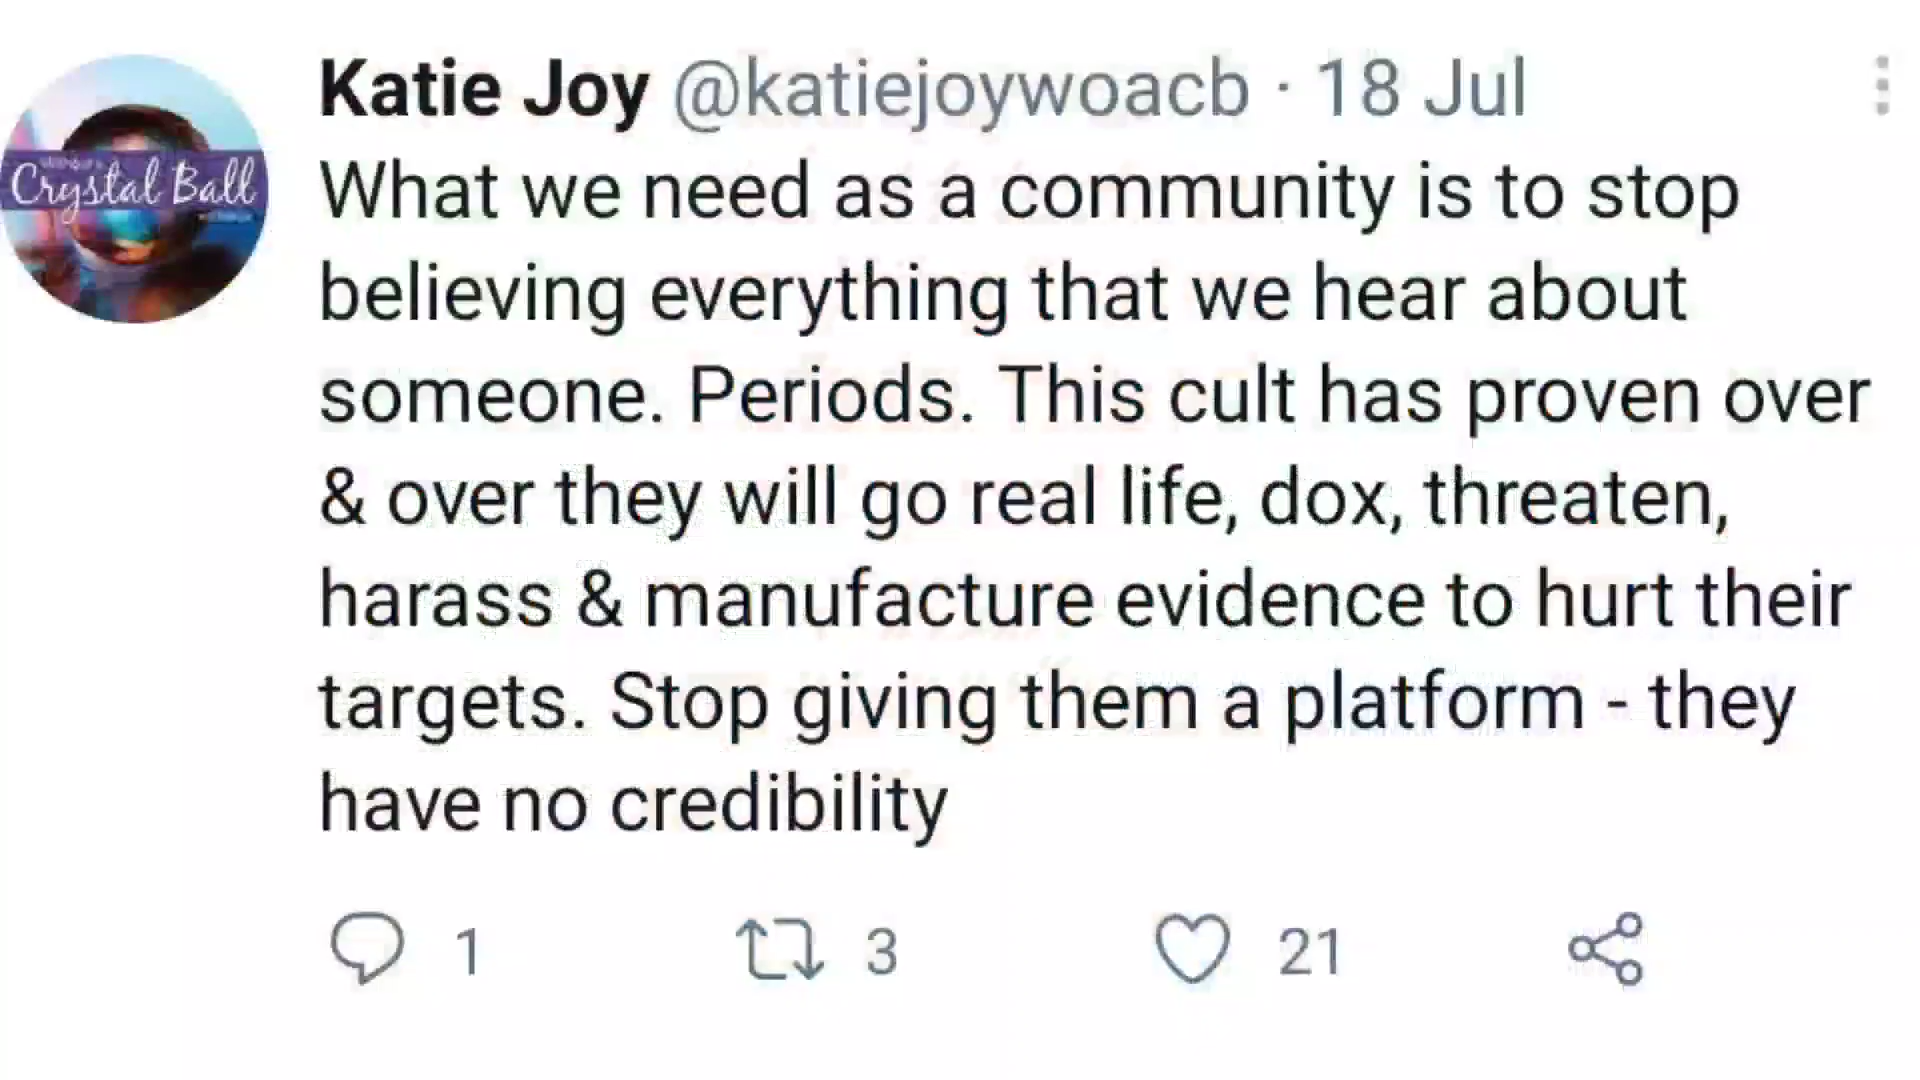 Katie Joy @katiejoywoacb · 18 Jul
Crystal Ball
What we need as a community is to stop
believing everything that we hear about
someone. Periods. This cult has proven over
& over they will go real life, dox, threaten,
harass & manufacture evidence to hurt their
targets. Stop giving them a platform - they
have no credibility
1 3 21